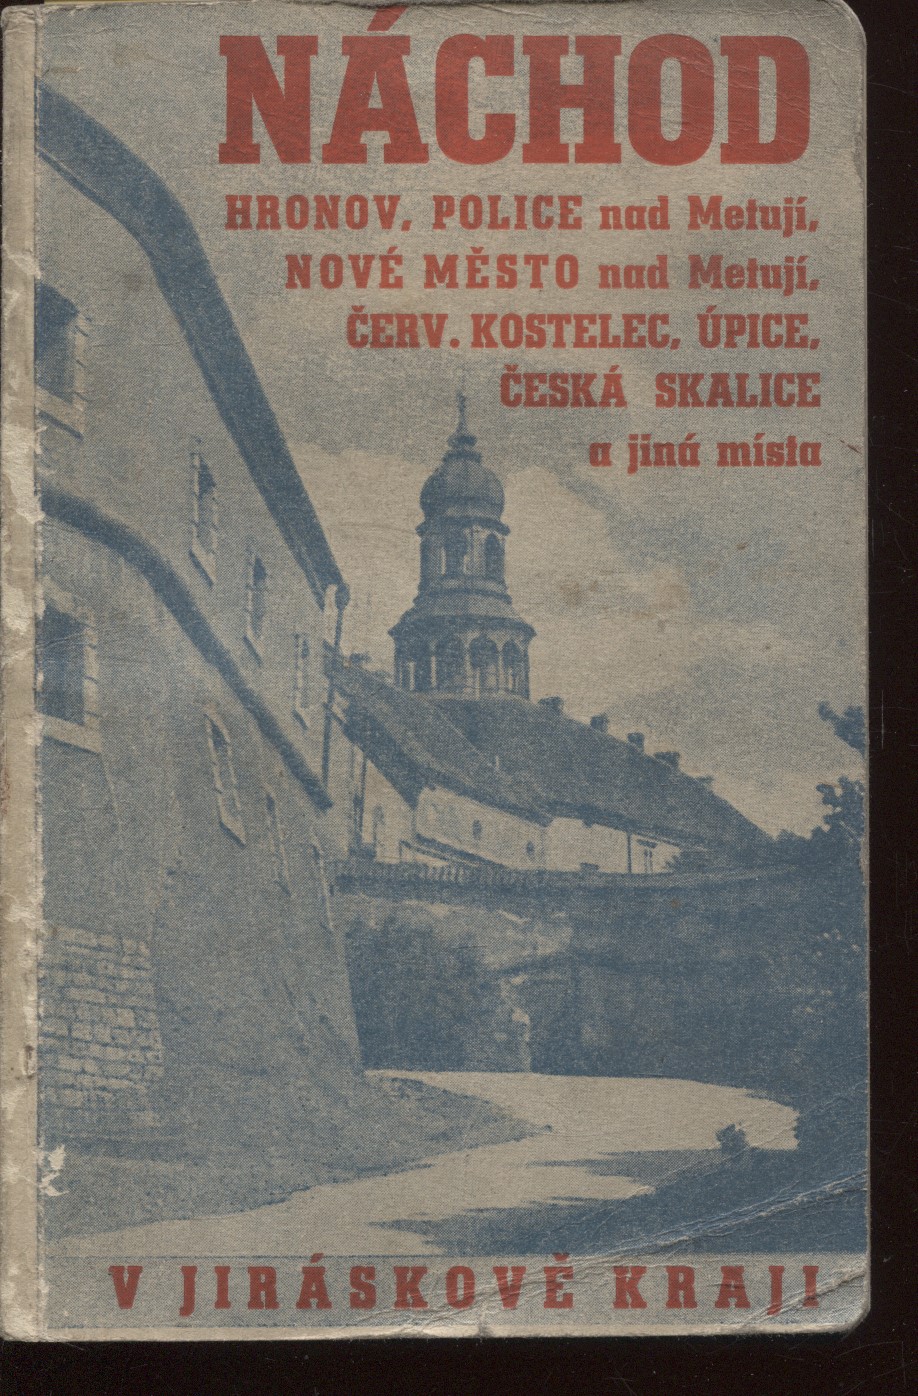 NÁCHOD
HRONOV, POLICE nad Metují,
NOVÉ MĚSTO nad Metují,
ČERV. KOSTELEC, ÚPICE,
ČESKÁ SKALICE
a jiná místa
V JIRÁSKOVĚ KRAJI